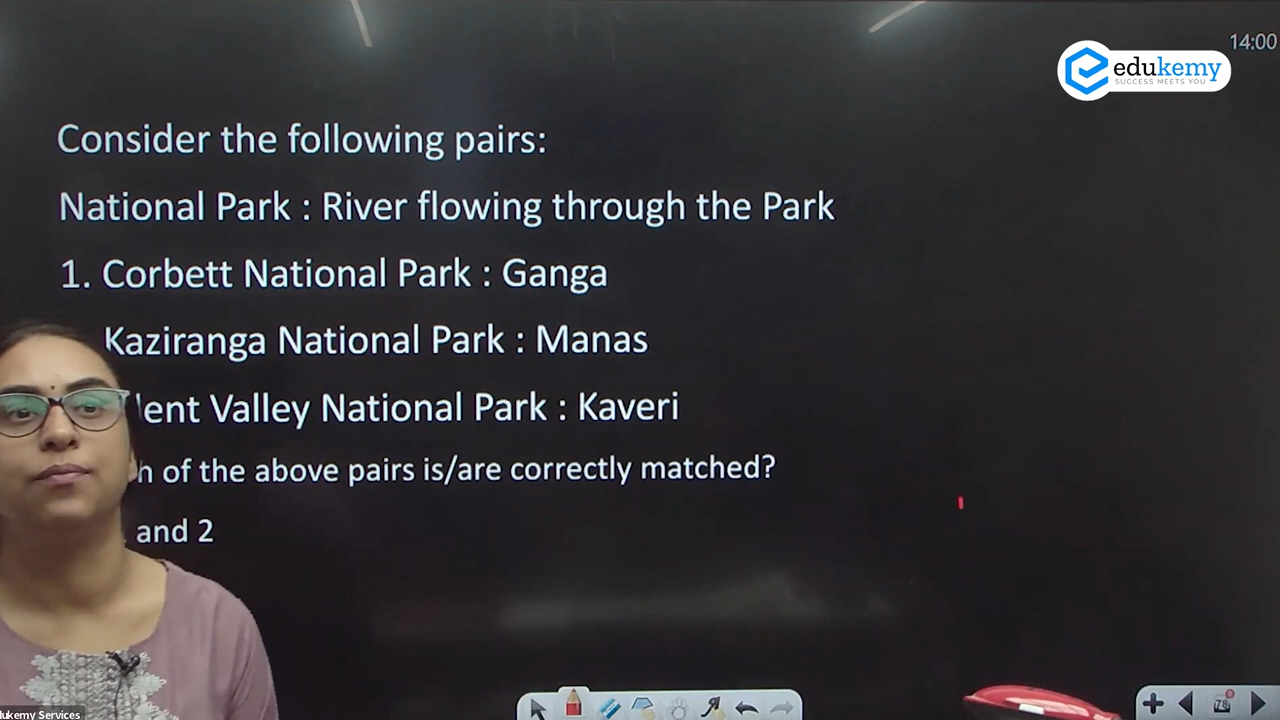 14:00
edukemy
SUCCESS MEETS YOU
Consider the following pairs:
National Park : River flowing through the Park
1. Corbett National Park : Ganga
Kaziranga National Park : Manas
lent Valley National Park : Kaveri
h of the above pairs is/are correctly matched?
and 2
78
dukemy Services